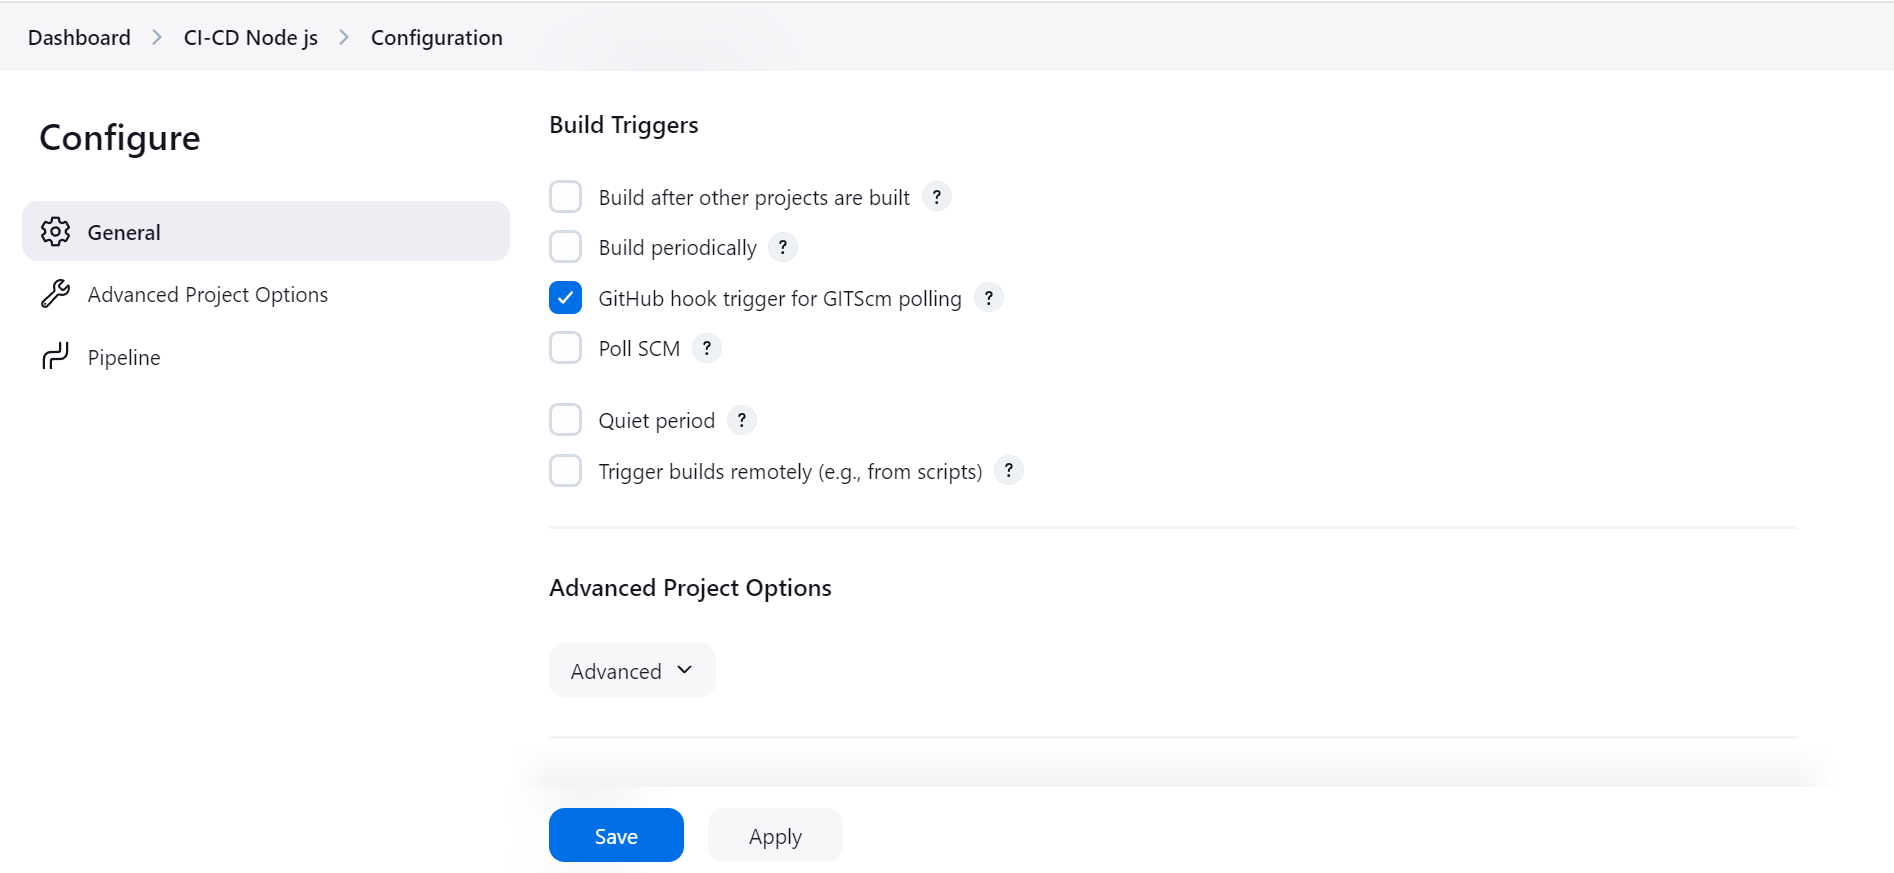 Dashboard > CI-CD Node js > Configuration
Configure
General
Advanced Project Options
Pipeline
Build Triggers
Build after other projects are built ?
Build periodically ?
GitHub hook trigger for GITScm polling ?
Poll SCM ?
Quiet period ?
Trigger builds remotely (e.g., from scripts) ?
Advanced Project Options
Advanced
Save
Apply